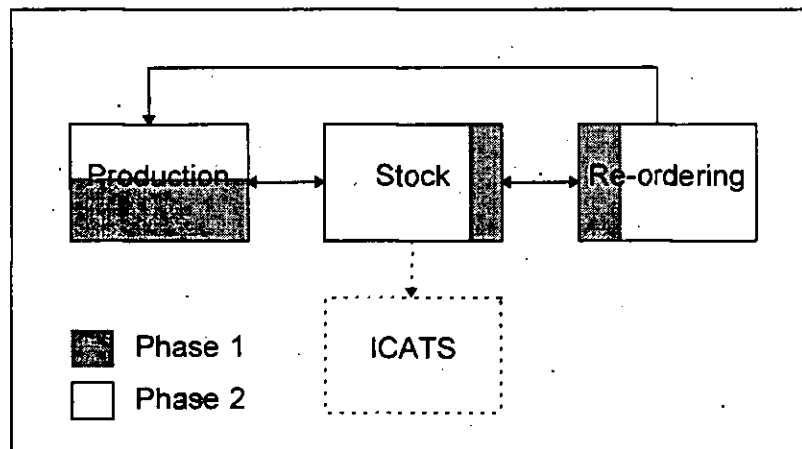 Production
Stock
Re-ordering
ICATS
Phase 1
Phase 2